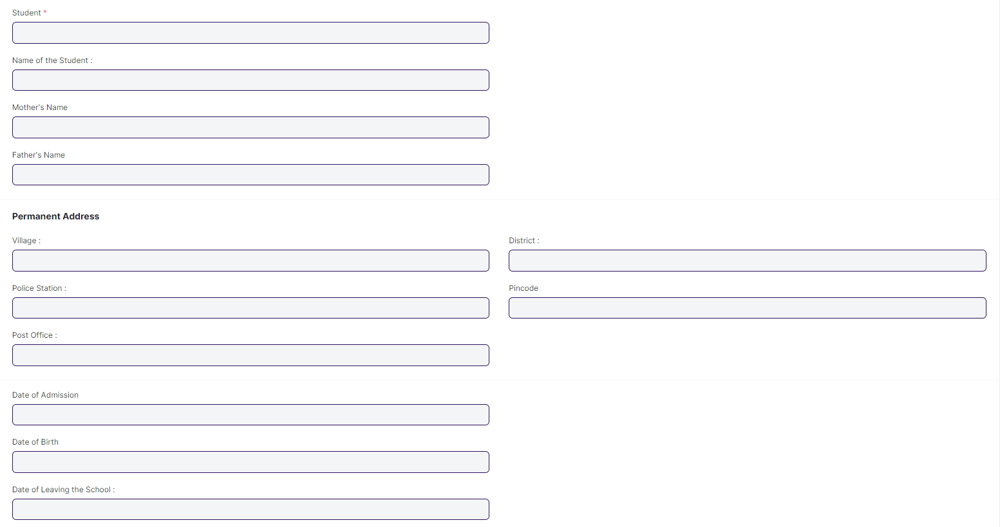 Student *
Name of the Student :
Mother's Name
Father's Name
Permanent Address
Village :
District :
Police Station :
Pincode
Post Office :
Date of Admission
Date of Birth
Date of Leaving the School :